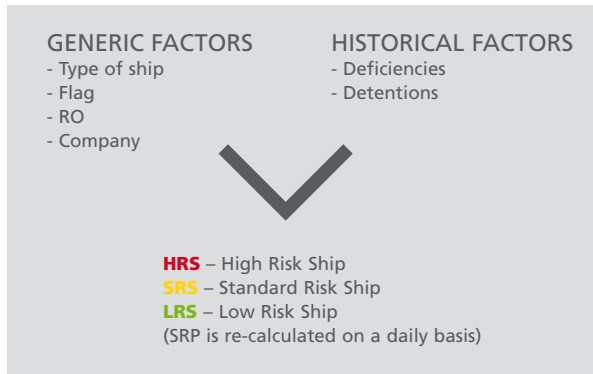 GENERIC FACTORS
- Type of ship
- Flag
- RO
- Company
HISTORICAL FACTORS
- Deficiencies
- Detentions
HRS – High Risk Ship
SRS – Standard Risk Ship
LRS – Low Risk Ship
(SRP is re-calculated on a daily basis)